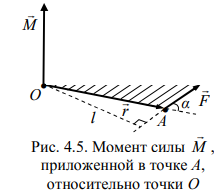 M⃗
F⃗
α
O
r⃗
l
A
Рис. 4.5. Момент силы M⃗ ,
приложенной в точке A,
относительно точки O